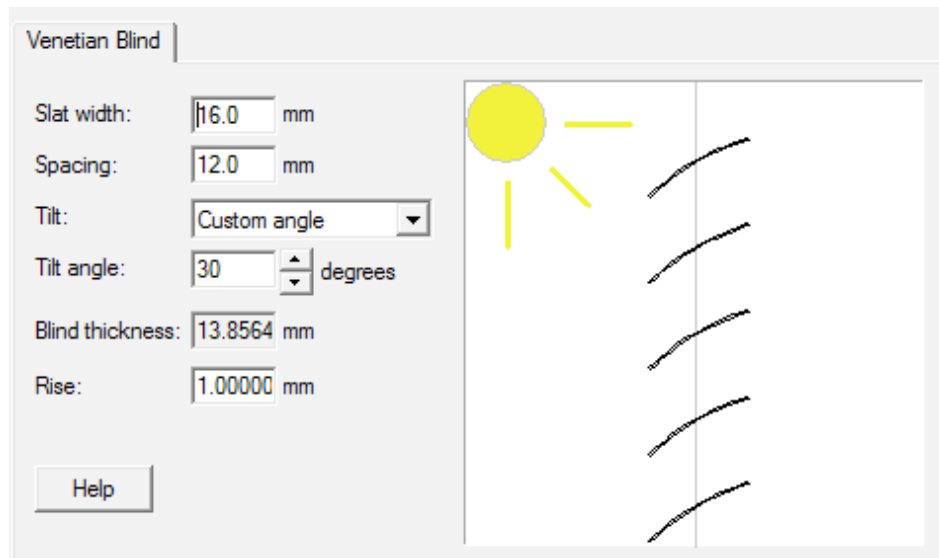 Venetian Blind
Slat width: 16.0 mm
Spacing: 12.0 mm
Tilt: Custom angle
Tilt angle: 30 degrees
Blind thickness: 13.8564 mm
Rise: 1.00000 mm
Help